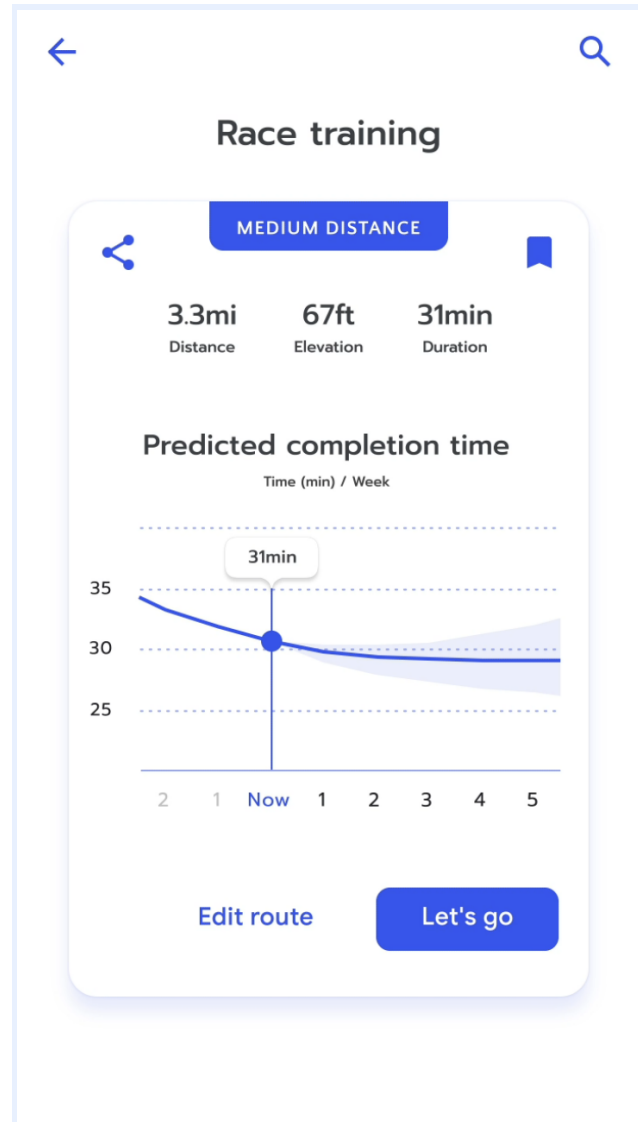 Race training
MEDIUM DISTANCE
3.3mi 67ft 31min
Distance Elevation Duration
Predicted completion time
Time (min) / Week
31min
35
30
25
2 1 Now 1 2 3 4 5
Edit route Let's go